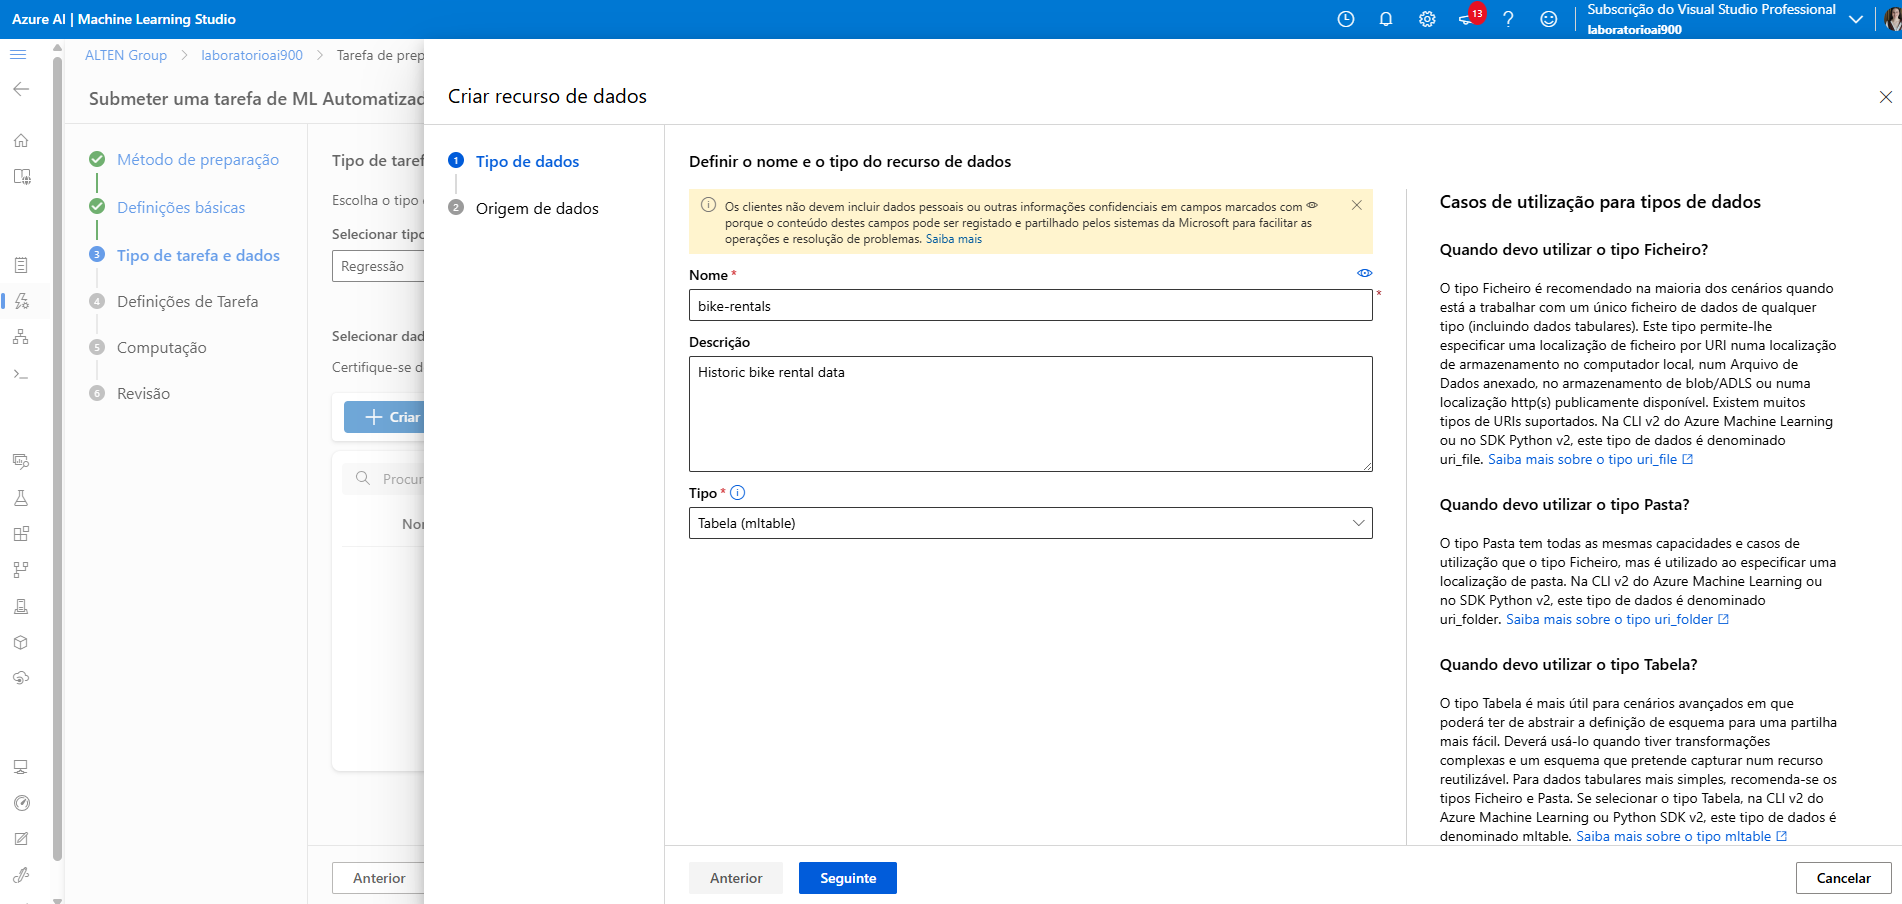 Azure AI | Machine Learning Studio
13
Subscrição do Visual Studio Professional
laboratorioai900
ALTEN Group
laboratorioai900
Tarefa de prep
Submeter uma tarefa de ML Automatizad
Método de preparação
Definições básicas
3
Tipo de tarefa e dados
4
Definições de Tarefa
5
Computação
6
Revisão
Tipo de taref
Escolha o tipo
Selecionar tipo
Regressão
Selecionar dad
Certifique-se d
Criar
Procur
Nor
Anterior
Criar recurso de dados
1
Tipo de dados
2
Origem de dados
Definir o nome e o tipo do recurso de dados
Os clientes não devem incluir dados pessoais ou outras informações confidenciais em campos marcados com
porque o conteúdo destes campos pode ser registado e partilhado pelos sistemas da Microsoft para facilitar as
operações e resolução de problemas. Saiba mais
Nome *
*
bike-rentals
Descrição
Historic bike rental data
Tipo *
Tabela (mltable)
Anterior
Seguinte
Casos de utilização para tipos de dados
Quando devo utilizar o tipo Ficheiro?
O tipo Ficheiro é recomendado na maioria dos cenários quando
está a trabalhar com um único ficheiro de dados de qualquer
tipo (incluindo dados tabulares). Este tipo permite-lhe
especificar uma localização de ficheiro por URI numa localização
de armazenamento no computador local, num Arquivo de
Dados anexado, no armazenamento de blob/ADLS ou numa
localização http(s) publicamente disponível. Existem muitos
tipos de URIs suportados. Na CLI v2 do Azure Machine Learning
ou no SDK Python v2, este tipo de dados é denominado
uri_file. Saiba mais sobre o tipo uri_file
Quando devo utilizar o tipo Pasta?
O tipo Pasta tem todas as mesmas capacidades e casos de
utilização que o tipo Ficheiro, mas é utilizado ao especificar uma
localização de pasta. Na CLI v2 do Azure Machine Learning ou
no SDK Python v2, este tipo de dados é denominado
uri_folder. Saiba mais sobre o tipo uri_folder
Quando devo utilizar o tipo Tabela?
O tipo Tabela é mais útil para cenários avançados em que
poderá ter de abstrair a definição de esquema para uma partilha
mais fácil. Deverá usá-lo quando tiver transformações
complexas e um esquema que pretende capturar num recurso
reutilizável. Para dados tabulares mais simples, recomenda-se os
tipos Ficheiro e Pasta. Se selecionar o tipo Tabela, na CLI v2 do
Azure Machine Learning ou Python SDK v2, este tipo de dados é
denominado mltable. Saiba mais sobre o tipo mltable
Cancelar